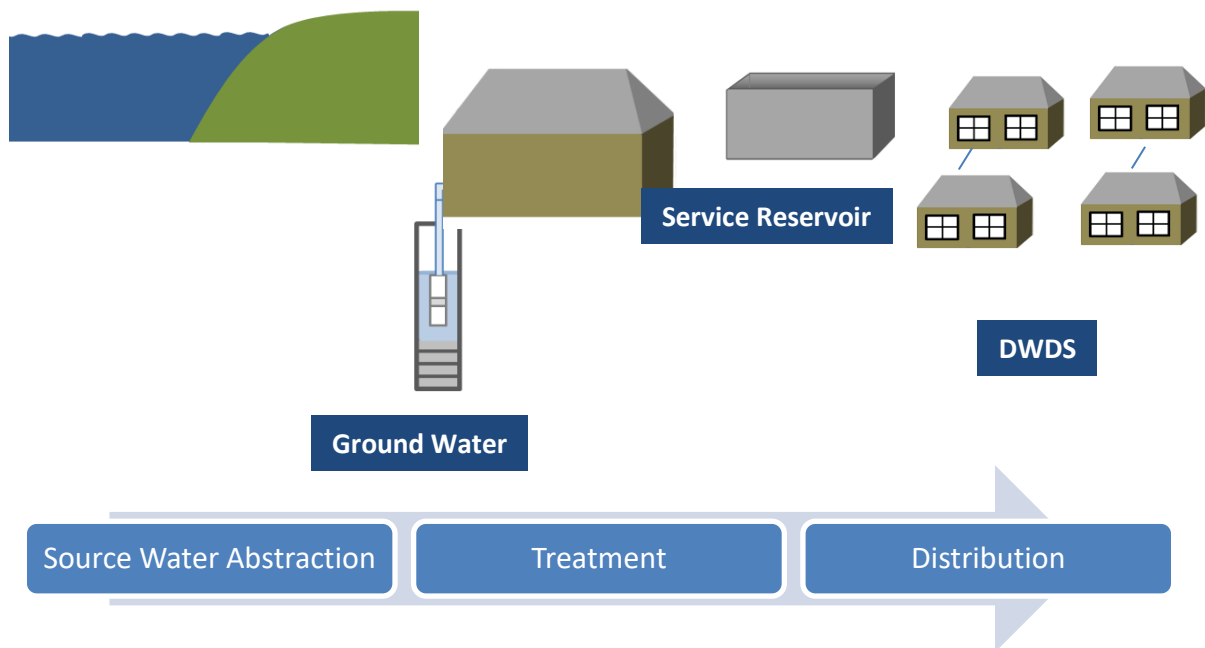 Service Reservoir
DWDS
Ground Water
Source Water Abstraction
Treatment
Distribution